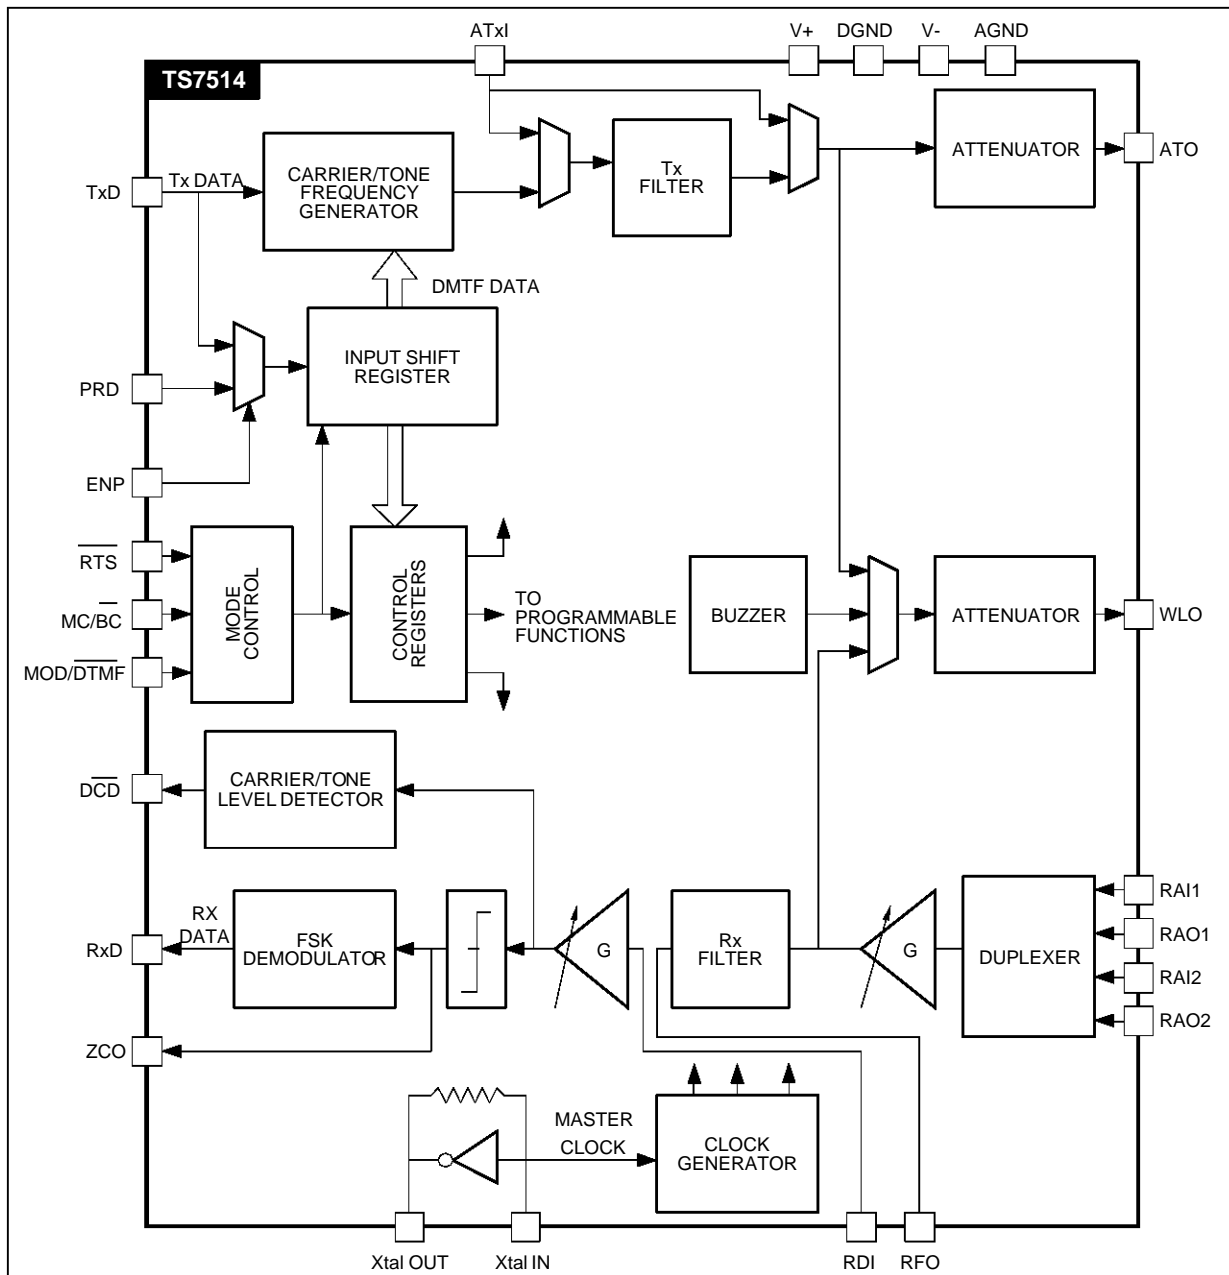 ATxI
V+
DGND
V-
AGND
TS7514
TxD
Tx DATA
CARRIER/TONE
FREQUENCY
GENERATOR
Tx
FILTER
ATTENUATOR
ATO
DMTF DATA
PRD
INPUT SHIFT
REGISTER
ENP
RTS
MC/BC
MOD/DTMF
MODE
CONTROL
CONTROL
REGISTERS
TO
PROGRAMMABLE
FUNCTIONS
BUZZER
ATTENUATOR
WLO
DCD
CARRIER/TONE
LEVEL DETECTOR
RxD
RX
DATA
FSK
DEMODULATOR
G
Rx
FILTER
G
DUPLEXER
RAI1
RAO1
RAI2
RAO2
ZCO
MASTER
CLOCK
CLOCK
GENERATOR
Xtal OUT
Xtal IN
RDI
RFO